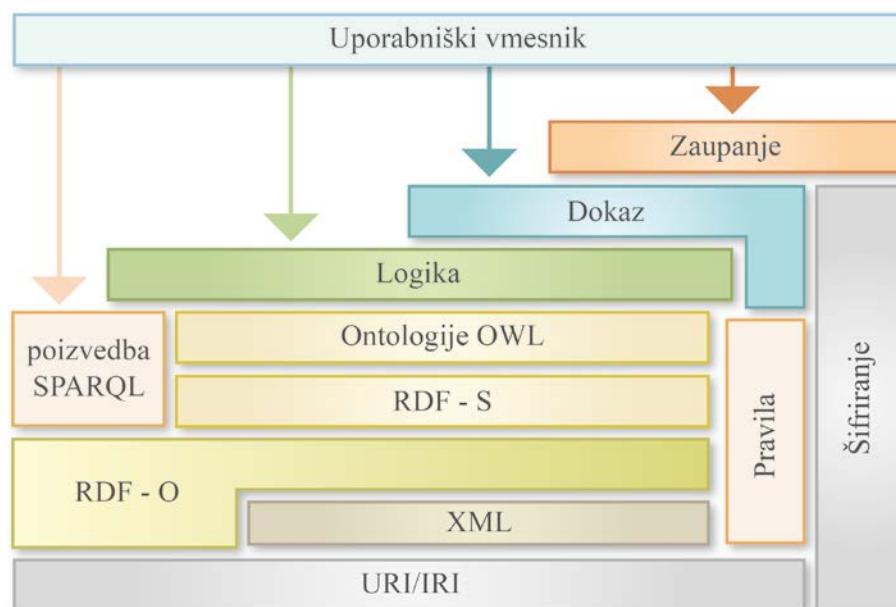 Uporabniški vmesnik
Zaupanje
Dokaz
Logika
poizvedba
SPARQL
Ontologije OWL
RDF - S
Pravila
Šifriranje
RDF - O
XML
URI/IRI